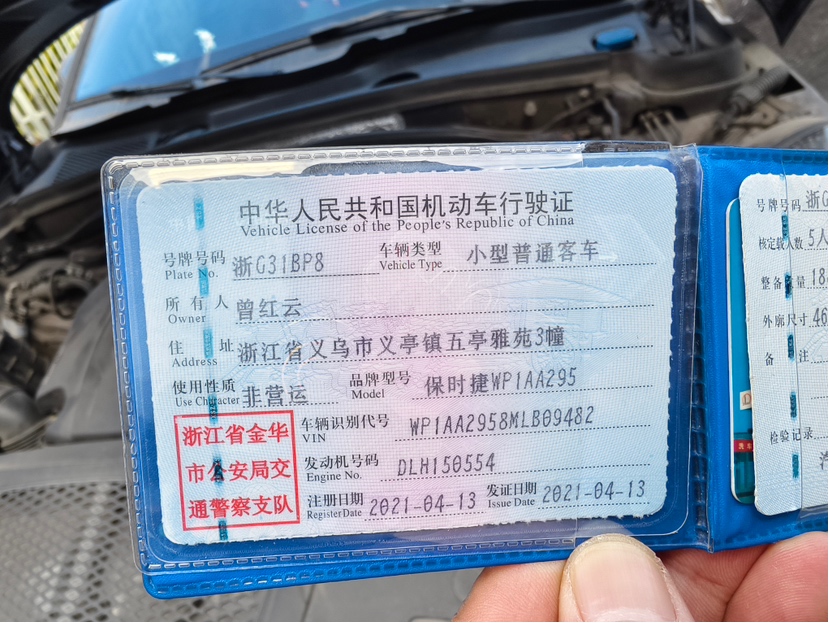 中华人民共和国机动车行驶证
Vehicle License of the People's Republic of China
号牌号码 浙G31BP8 车辆类型 小型普通客车
Plate No. Vehicle Type
所有人 曾红云
Owner
住址 浙江省义乌市义亭镇五亭雅苑3幢
Address
使用性质 非营运 品牌型号 保时捷WP1AA295
Use Character Model
浙江省金华
市公安局交
通警察支队
车辆识别代号 WP1AA2958MLB09482
VIN
发动机号码 DLH150554
Engine No.
注册日期 2021-04-13 发证日期 2021-04-13
Register Date Issue Date
号牌号码 浙G
核定载人数 5人
整备质量 18
外廓尺寸 46
备注
检验记录